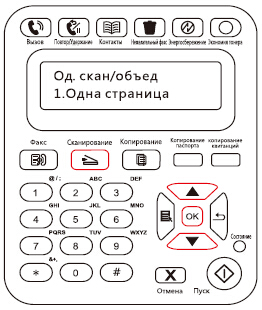 Вызов Повтор/Удержание Контакты Нежелательный факс Энергосбережение Экономия тонера
Од. скан/объед
1.Одна страница
Факс Сканирование Копирование Копирование паспорта Копирование квитанций
@/: ABC DEF
1 2 3
GHI JKL MNO
4 5 6 OK
PQRS TUV WXYZ Состояние
7 8 9
&+,
* 0 # X
Отмена Пуск